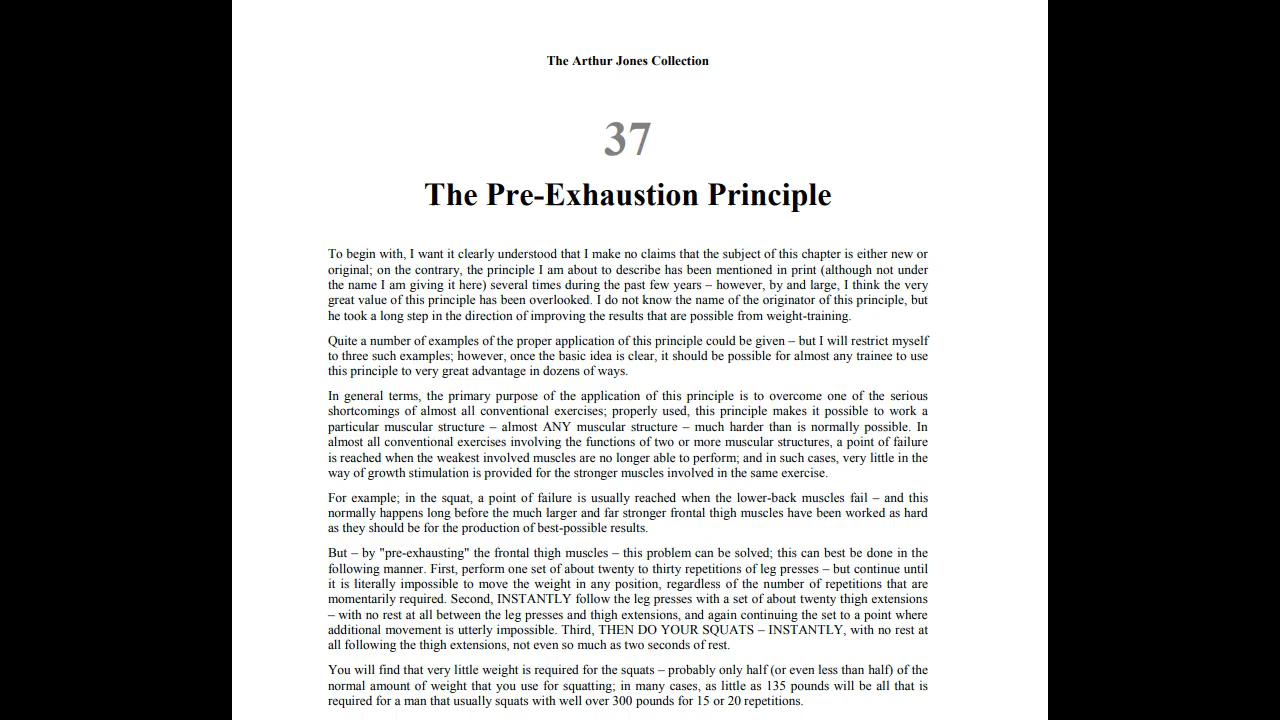 The Arthur Jones Collection
37
The Pre-Exhaustion Principle
To begin with, I want it clearly understood that I make no claims that the subject of this chapter is either new or
original; on the contrary, the principle I am about to describe has been mentioned in print (although not under
the name I am giving it here) several times during the past few years – however, by and large, I think the very
great value of this principle has been overlooked. I do not know the name of the originator of this principle, but
he took a long step in the direction of improving the results that are possible from weight-training.
Quite a number of examples of the proper application of this principle could be given – but I will restrict myself
to three such examples; however, once the basic idea is clear, it should be possible for almost any trainee to use
this principle to very great advantage in dozens of ways.
In general terms, the primary purpose of the application of this principle is to overcome one of the serious
shortcomings of almost all conventional exercises; properly used, this principle makes it possible to work a
particular muscular structure – almost ANY muscular structure – much harder than is normally possible. In
almost all conventional exercises involving the functions of two or more muscular structures, a point of failure
is reached when the weakest involved muscles are no longer able to perform; and in such cases, very little in the
way of growth stimulation is provided for the stronger muscles involved in the same exercise.
For example; in the squat, a point of failure is usually reached when the lower-back muscles fail – and this
normally happens long before the much larger and far stronger frontal thigh muscles have been worked as hard
as they should be for the production of best-possible results.
But – by "pre-exhausting" the frontal thigh muscles – this problem can be solved; this can best be done in the
following manner. First, perform one set of about twenty to thirty repetitions of leg presses – but continue until
it is literally impossible to move the weight in any position, regardless of the number of repetitions that are
momentarily required. Second, INSTANTLY follow the leg presses with a set of about twenty thigh extensions
– with no rest at all between the leg presses and thigh extensions, and again continuing the set to a point where
additional movement is utterly impossible. Third, THEN DO YOUR SQUATS – INSTANTLY, with no rest at
all following the thigh extensions, not even so much as two seconds of rest.
You will find that very little weight is required for the squats – probably only half (or even less than half) of the
normal amount of weight that you use for squatting; in many cases, as little as 135 pounds will be all that is
required for a man that usually squats with well over 300 pounds for 15 or 20 repetitions.